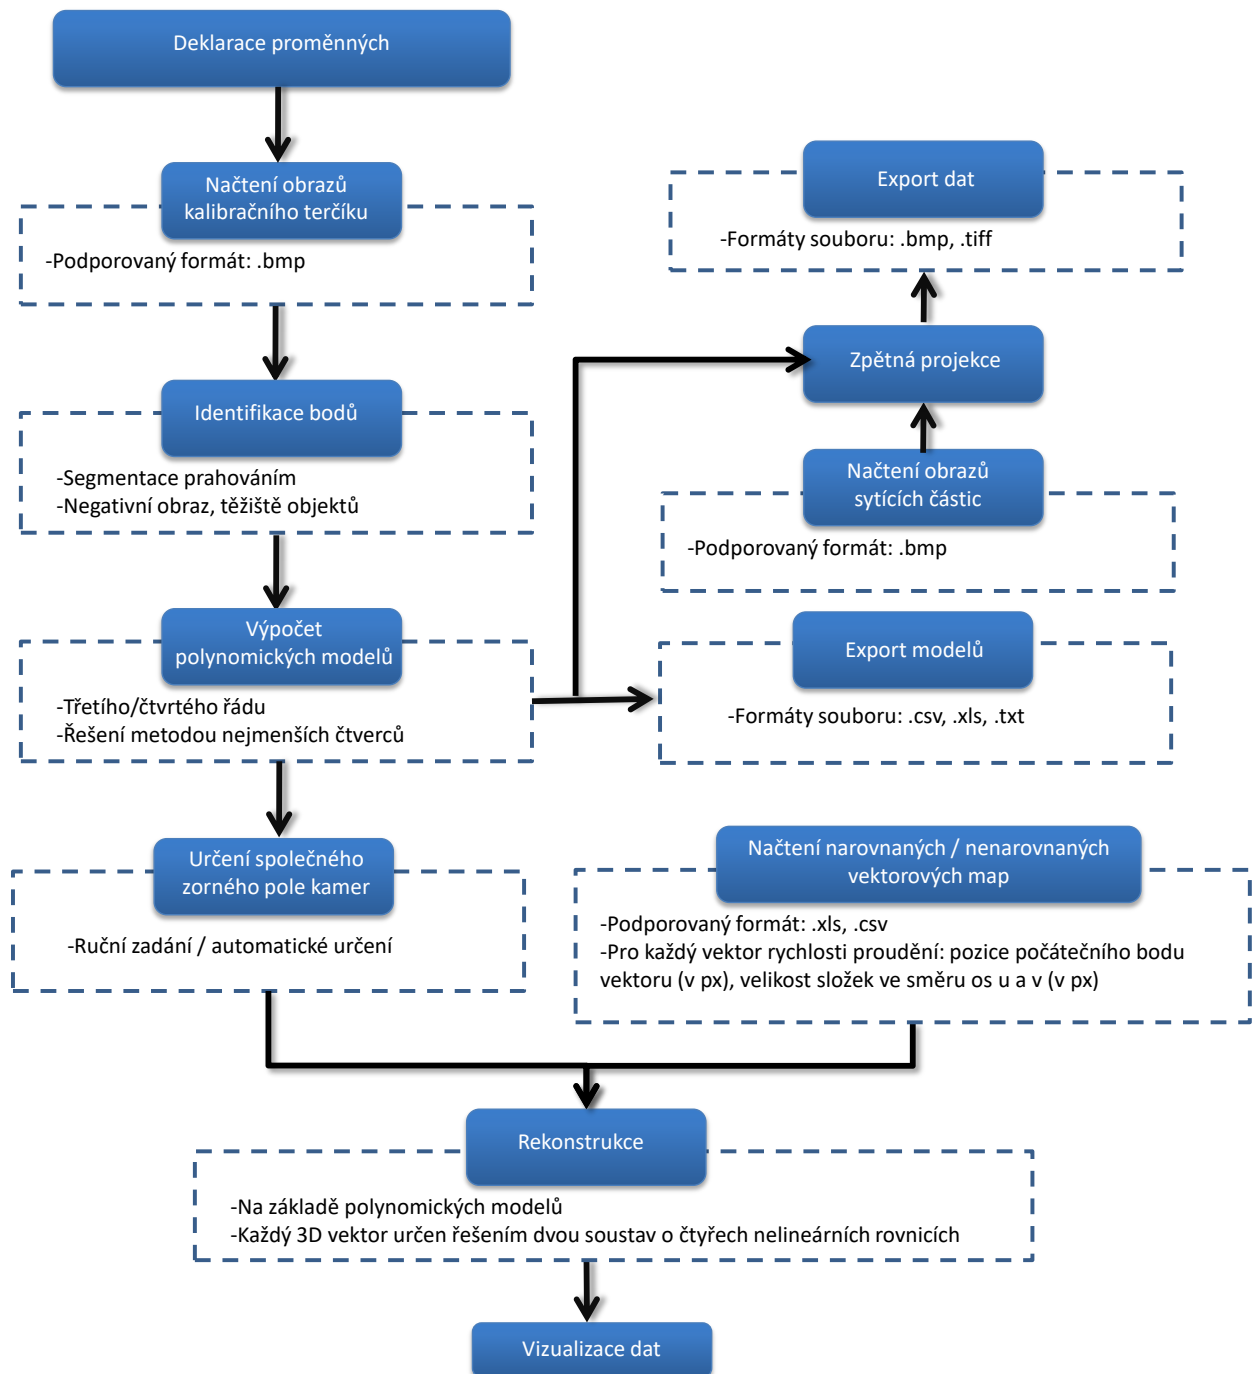 Deklarace proměnných
Načtení obrazů
kalibračního terčíku
-Podporovaný formát: .bmp
Identifikace bodů
-Segmentace prahováním
-Negativní obraz, těžiště objektů
Výpočet
polynomických modelů
-Třetího/čtvrtého řádu
-Řešení metodou nejmenších čtverců
Určení společného
zorného pole kamer
-Ruční zadání / automatické určení
Export dat
-Formáty souboru: .bmp, .tiff
Zpětná projekce
Načtení obrazů
sytících částic
-Podporovaný formát: .bmp
Export modelů
-Formáty souboru: .csv, .xls, .txt
Načtení narovnaných / nenarovnaných
vektorových map
-Podporovaný formát: .xls, .csv
-Pro každý vektor rychlosti proudění: pozice počátečního bodu
vektoru (v px), velikost složek ve směru os u a v (v px)
Rekonstrukce
-Na základě polynomických modelů
-Každý 3D vektor určen řešením dvou soustav o čtyřech nelineárních rovnicích
Vizualizace dat